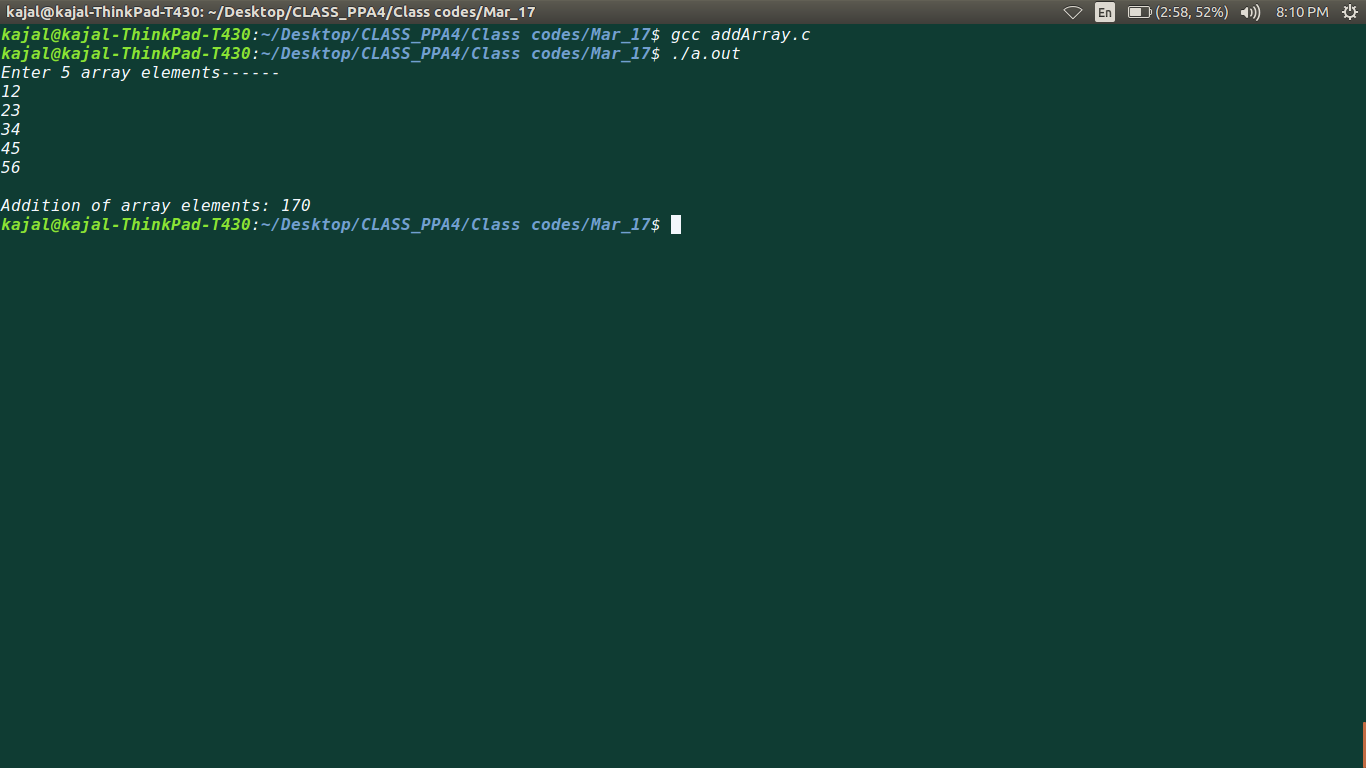 kajal@kajal-ThinkPad-T430: ~/Desktop/CLASS_PPA4/Class codes/Mar_17 En (2:58, 52%) 8:10 PM
kajal@kajal-ThinkPad-T430:~/Desktop/CLASS_PPA4/Class codes/Mar_17$ gcc addArray.c
kajal@kajal-ThinkPad-T430:~/Desktop/CLASS_PPA4/Class codes/Mar_17$ ./a.out
Enter 5 array elements------
12
23
34
45
56
Addition of array elements: 170
kajal@kajal-ThinkPad-T430:~/Desktop/CLASS_PPA4/Class codes/Mar_17$